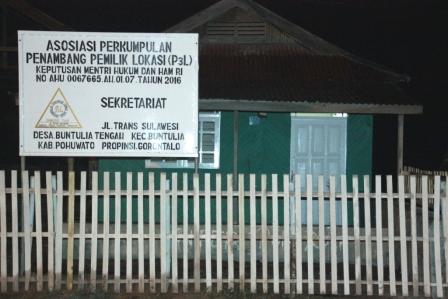 ASOSIASI PERKUMPULAN
PENAMBANG PEMILIK LOKASI (P3L)
KEPUTUSAN MENTRI HUKUM DAN HAM RI
NO AHU 0067665. AU. 01. 07. TAHUN 2016
SEKRETARIAT
JL. TRANS SULAWESI
DESA BUNTULIA TENGAH KEC. BUNTULIA
KAB. POHUWATO PROPINSI. GORONTALO